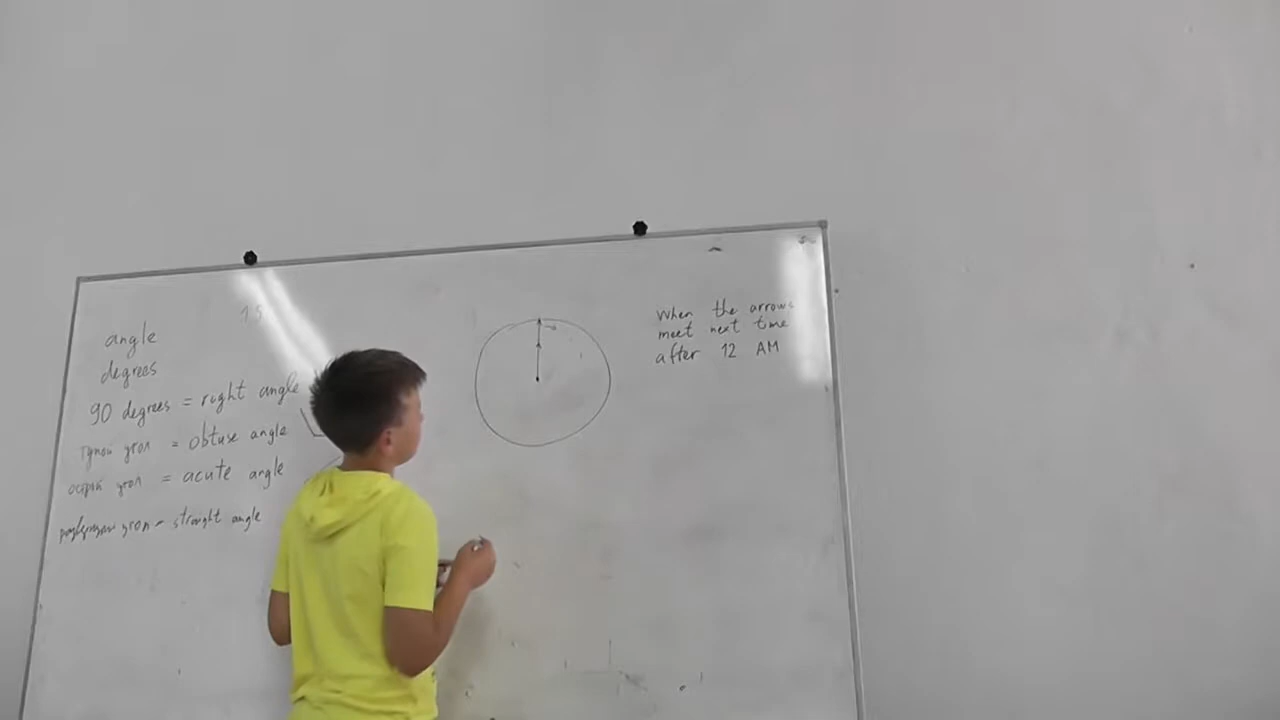 15
angle
degrees
90 degrees = right angle
тупой угол = obtuse angle
острый угол = acute angle
угол - straight angle
When the arrows
meet next time
after 12 AM